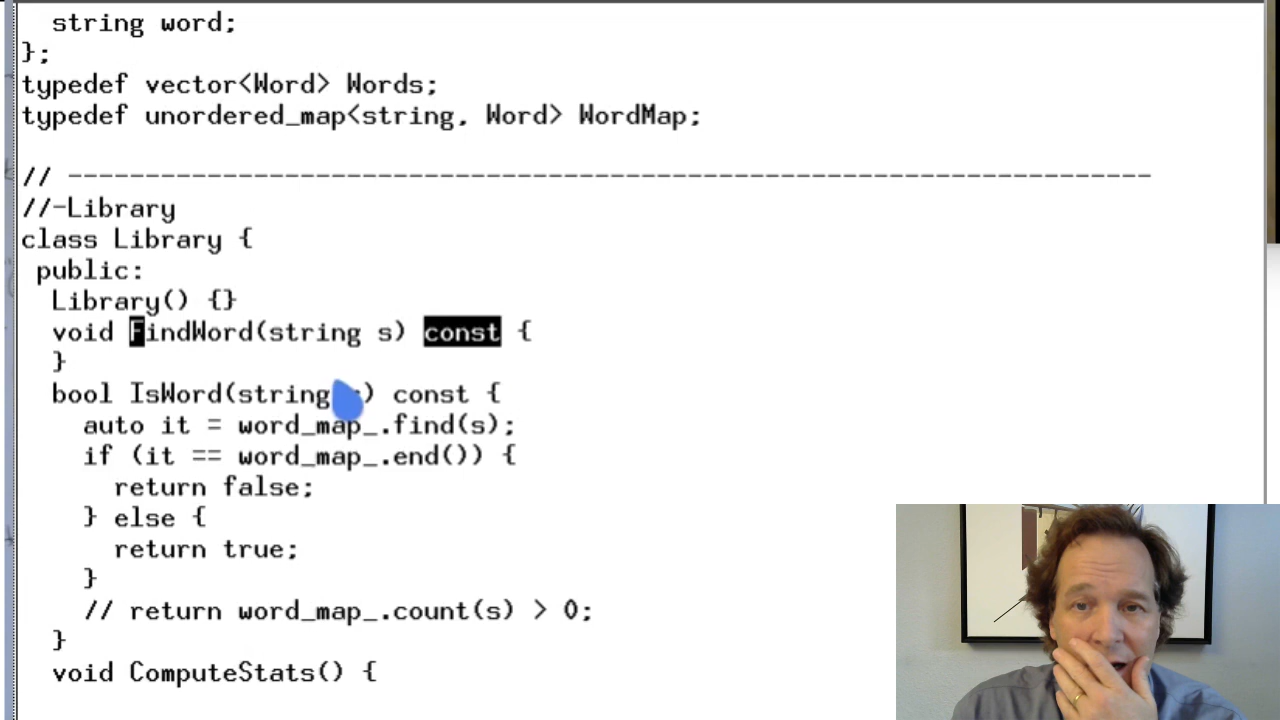 string word;
};
typedef vector<Word> Words;
typedef unordered_map<string, Word> WordMap;
// ----------------------------------------------------------------------
//-Library
class Library {
public:
Library() {}
void FindWord(string s) const {
}
bool IsWord(string ) const {
auto it = word_map_.find(s);
if (it == word_map_.end()) {
return false;
} else {
return true;
}
// return word_map_.count(s) > 0;
}
void ComputeStats() {